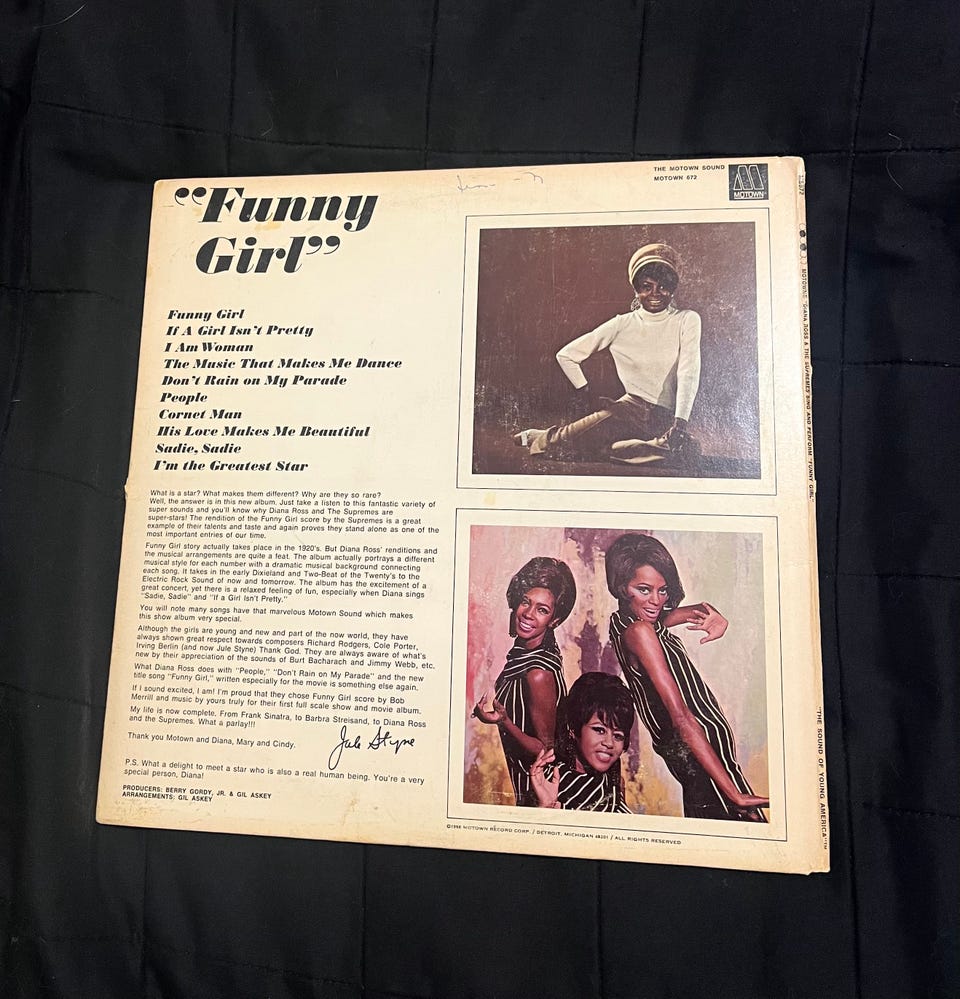 "Funny
Girl"
THE MOTOWN SOUND
MOTOWN 672
MOTOWN
Funny Girl
If A Girl Isn't Pretty
I Am Woman
The Music That Makes Me Dance
Don't Rain on My Parade
People
Cornet Man
His Love Makes Me Beautiful
Sadie, Sadie
I'm the Greatest Star
What is a star? What makes them different? Why are they so rare?
Well, the answer is in this new album. Just take a listen to this fantastic variety of
super sounds and you'll know why Diana Ross and The Supremes are
super-stars! The rendition of the Funny Girl score by the Supremes is a great
example of their talents and taste and again proves they stand alone as one of the
most important entries of our time.
Funny Girl story actually takes place in the 1920's. But Diana Ross' renditions and
the musical arrangements are quite a feat. The album actually portrays a different
musical style for each number with a dramatic musical background connecting
each song. It takes in the early Dixieland and Two-Beat of the Twenty's to the
Electric Rock Sound of now and tomorrow. The album has the excitement of a
great concert, yet there is a relaxed feeling of fun, especially when Diana sings
"Sadie, Sadie" and "If a Girl Isn't Pretty."
You will note many songs have that marvelous Motown Sound which makes
this show album very special.
Although the girls are young and new and part of the now world, they have
always shown great respect towards composers Richard Rodgers, Cole Porter,
Irving Berlin (and now Jule Styne) Thank God. They are always aware of what's
new by their appreciation of the sounds of Burt Bacharach and Jimmy Webb, etc.
What Diana Ross does with "People," "Don't Rain on My Parade" and the new
title song "Funny Girl," written especially for the movie is something else again.
If I sound excited, I am! I'm proud that they chose Funny Girl score by Bob
Merrill and music by yours truly for their first full scale show and movie album.
My life is now complete. From Frank Sinatra, to Barbra Streisand, to Diana Ross
and the Supremes. What a parlay!!!
Thank you Motown and Diana, Mary and Cindy.
Jule Styne
P.S. What a delight to meet a star who is also a real human being. You're a very
special person, Diana!
PRODUCERS: BERRY GORDY, JR. & GIL ASKEY
ARRANGEMENTS: GIL ASKEY
©1968 MOTOWN RECORD CORP. / DETROIT, MICHIGAN 48201 / ALL RIGHTS RESERVED
DIANA ROSS & THE SUPREMES SING AND PERFORM "FUNNY GIRL"
"THE SOUND OF YOUNG AMERICA"™